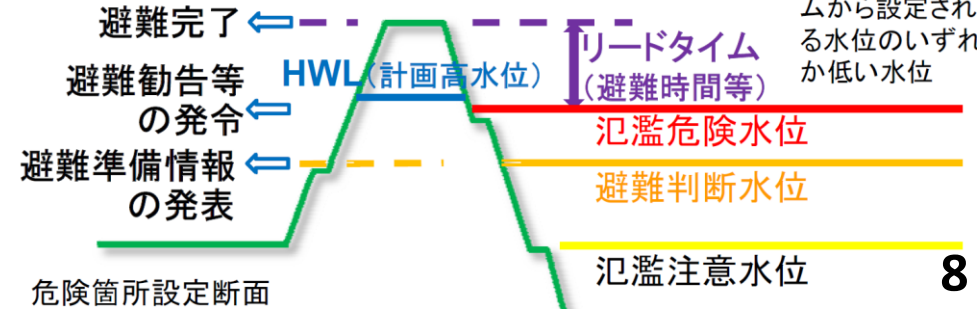 避難完了
ムから設定され
る水位のいずれ
か低い水位
リードタイム
(避難時間等)
HWL(計画高水位)
避難勧告等
の発令
氾濫危険水位
避難準備情報
の発表
避難判断水位
氾濫注意水位
8
危険箇所設定断面